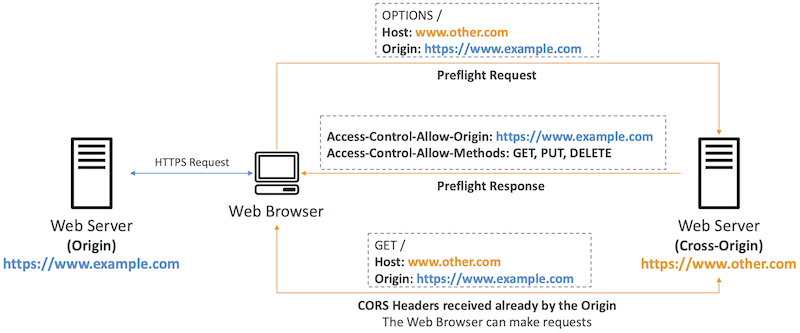 OPTIONS /
Host: www.other.com
Origin: https://www.example.com
Preflight Request
Access-Control-Allow-Origin: https://www.example.com
Access-Control-Allow-Methods: GET, PUT, DELETE
Preflight Response
HTTPS Request
Web Server
(Origin)
https://www.example.com
Web Browser
Web Server
(Cross-Origin)
https://www.other.com
GET /
Host: www.other.com
Origin: https://www.example.com
CORS Headers received already by the Origin
The Web Browser can make requests